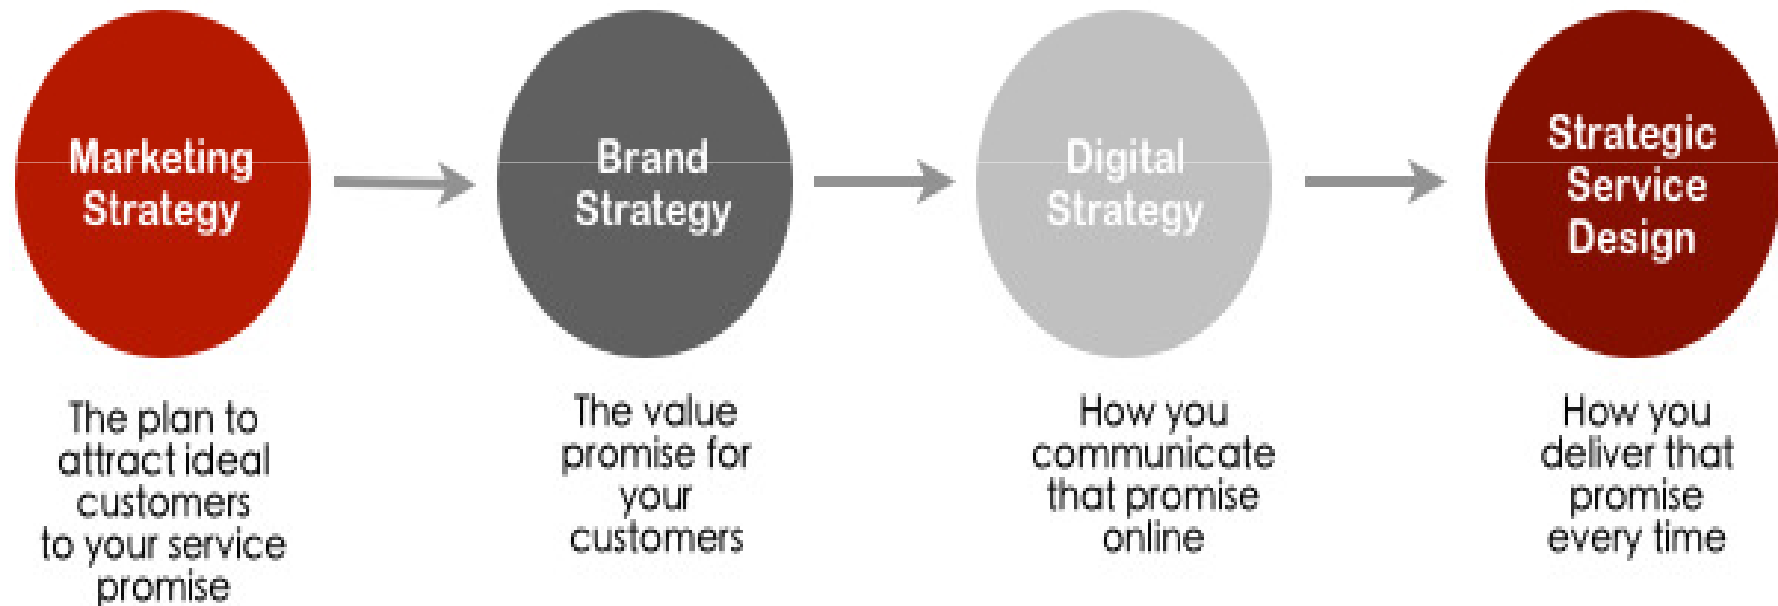 Marketing
Strategy
Brand
Strategy
Digital
Strategy
Strategic
Service
Design
The plan to
attract ideal
customers
to your service
promise
The value
promise for
your
customers
How you
communicate
that promise
online
How you
deliver that
promise
every time